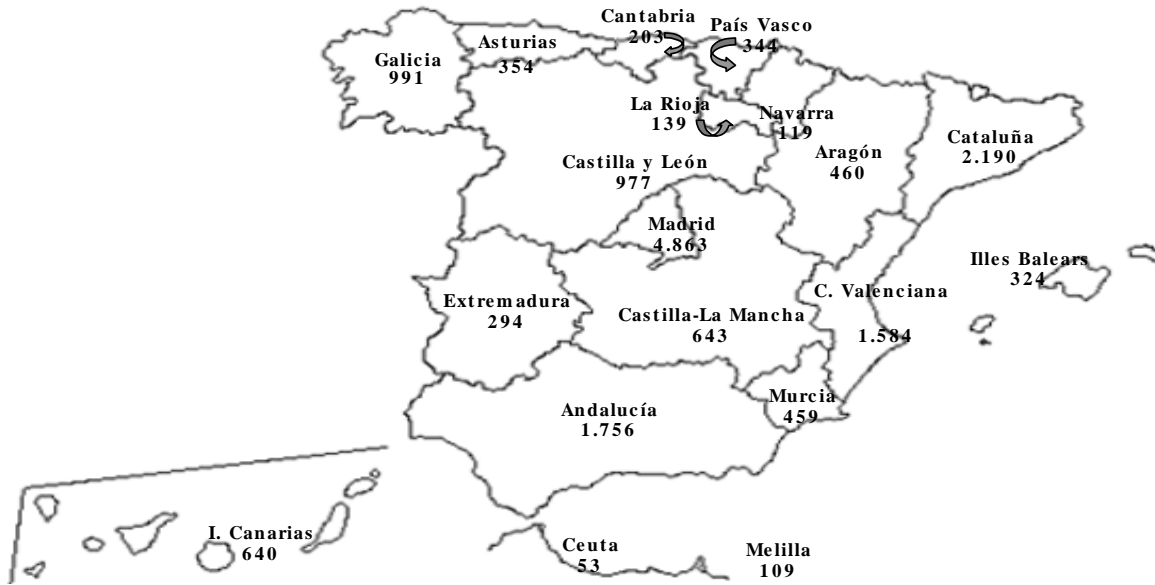 Cantabria
203
País Vasco
344
Asturias
354
Galicia
991
La Rioja
139
Navarra
119
Cataluña
2.190
Aragón
460
Castilla y León
977
Madrid
4.863
Illes Balears
324
C. Valenciana
1.584
Extremadura
294
Castilla-La Mancha
643
Murcia
459
Andalucía
1.756
I. Canarias
640
Ceuta
53
Melilla
109